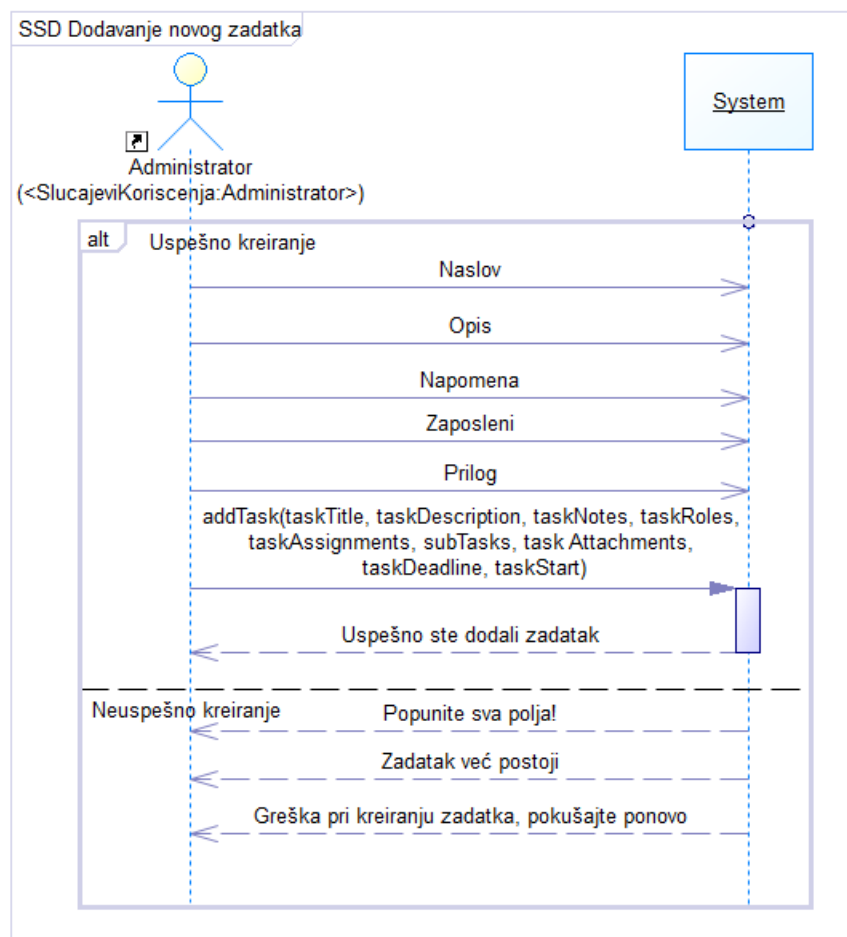 SSD Dodavanje novog zadatka
System
Administrator
(<SlucajeviKoriscenja:Administrator>)
alt
Uspešno kreiranje
Naslov
Opis
Napomena
Zaposleni
Prilog
addTask(taskTitle, taskDescription, taskNotes, taskRoles,
taskAssignments, subTasks, task Attachments,
taskDeadline, taskStart)
Uspešno ste dodali zadatak
Neuspešno kreiranje
Popunite sva polja!
Zadatak već postoji
Greška pri kreiranju zadatka, pokušajte ponovo